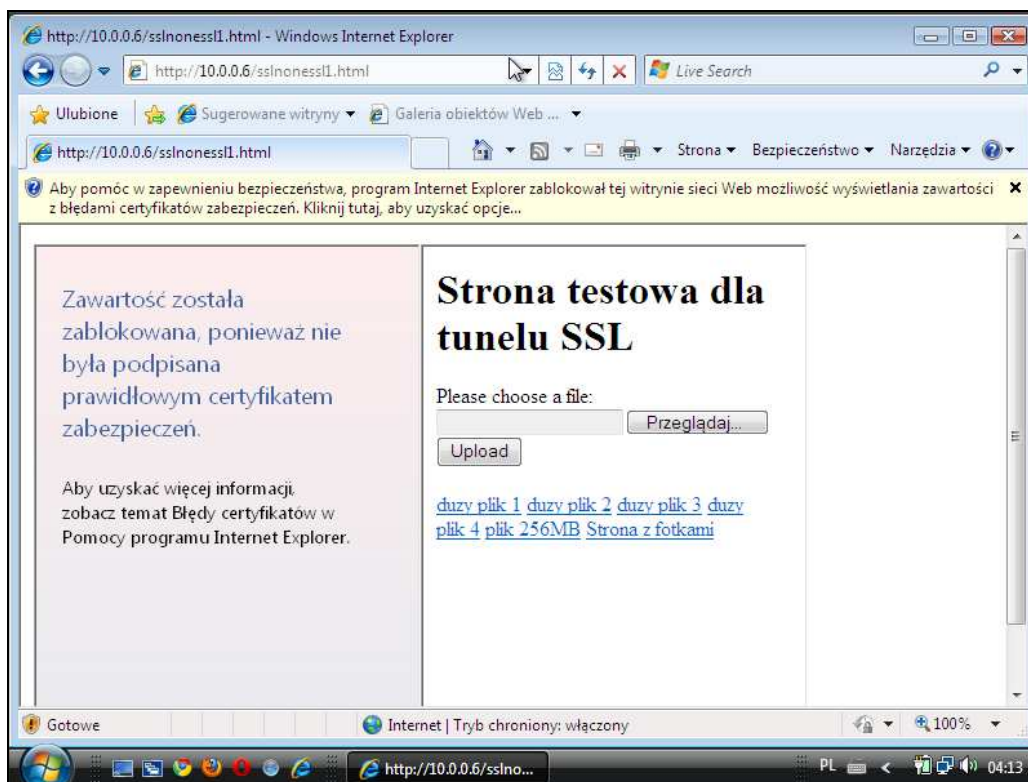 http://10.0.0.6/sslnonessl1.html - Windows Internet Explorer
http://10.0.0.6/sslnonessl1.html
Live Search
Ulubione
Sugerowane witryny
Galeria obiektów Web ...
http://10.0.0.6/sslnonessl1.html
Strona
Bezpieczeństwo
Narzędzia
Aby pomóc w zapewnieniu bezpieczeństwa, program Internet Explorer zablokował tej witrynie sieci Web możliwość wyświetlania zawartości
z błędami certyfikatów zabezpieczeń. Kliknij tutaj, aby uzyskać opcje...
Zawartość została
zablokowana, ponieważ nie
była podpisana
prawidłowym certyfikatem
zabezpieczeń.
Aby uzyskać więcej informacji,
zobacz temat Błędy certyfikatów w
Pomocy programu Internet Explorer.
Strona testowa dla
tunelu SSL
Please choose a file:
Przeglądaj...
Upload
duzy plik 1 duzy plik 2 duzy plik 3 duzy
plik 4 plik 256MB Strona z fotkami
Gotowe
Internet | Tryb chroniony: włączony
100%
http://10.0.0.6/sslno...
PL
04:13